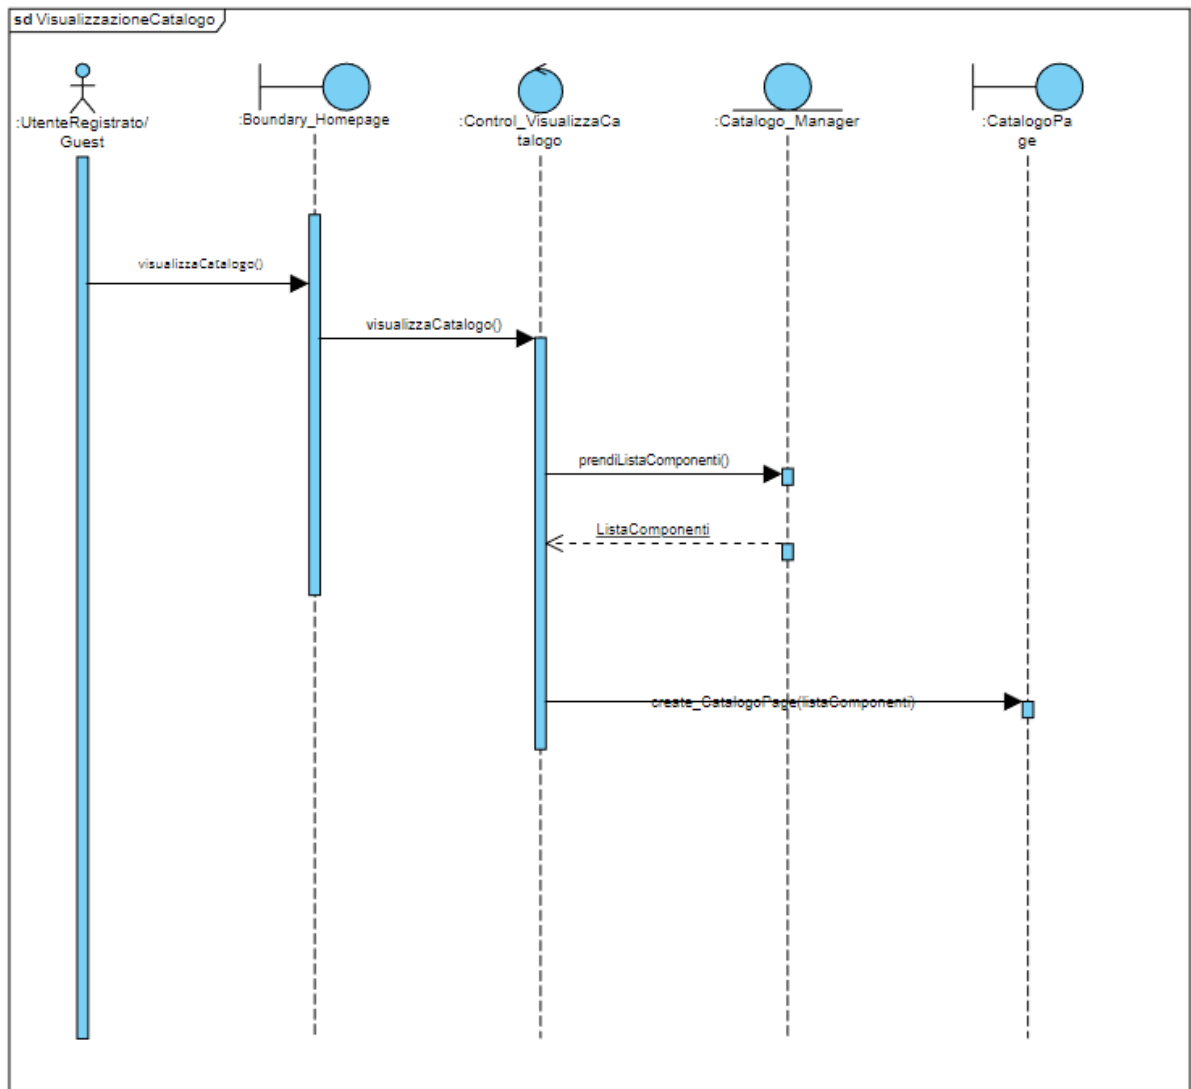 sd VisualizzazioneCatalogo
:UtenteRegistrato/
Guest
:Boundary_Homepage
:Control_VisualizzaCa
talogo
:Catalogo_Manager
:CatalogoPa
ge
visualizzaCatalogo()
visualizzaCatalogo()
prendiListaComponenti()
ListaComponenti
create_CatalogoPage(listaComponenti)